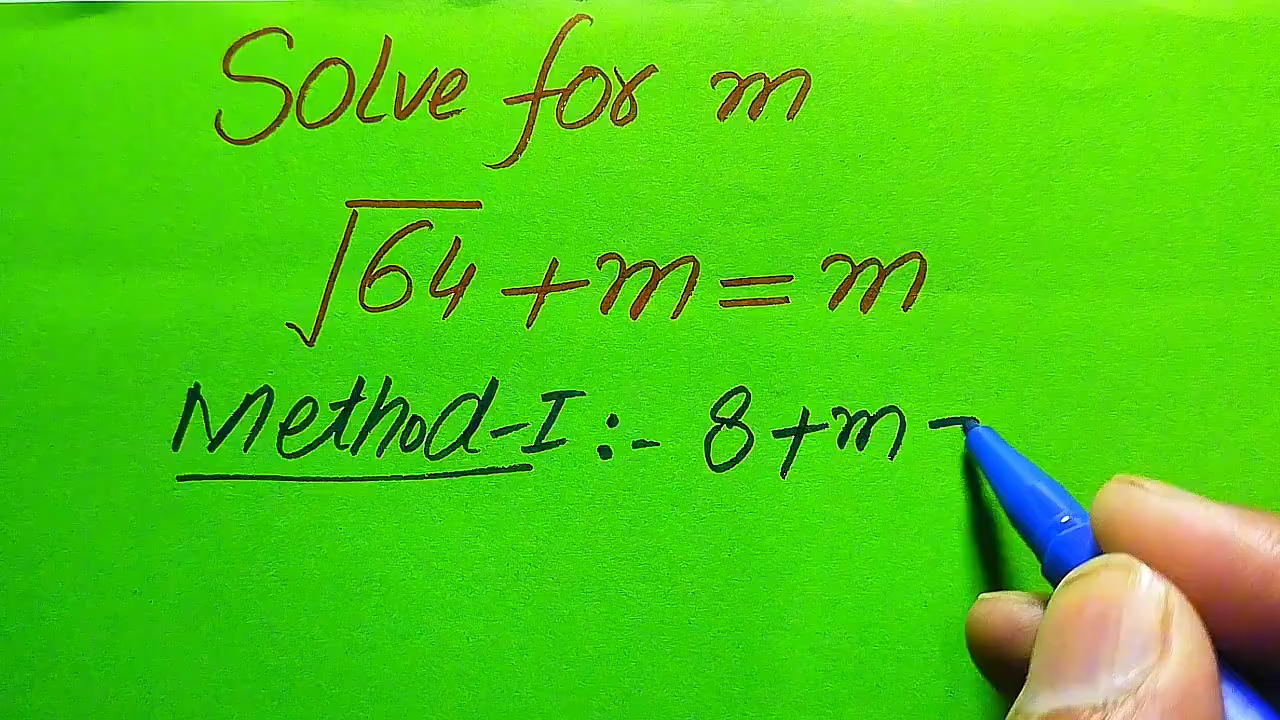 Solve for m
√64 + m = m
Method-I :- 8 + m -